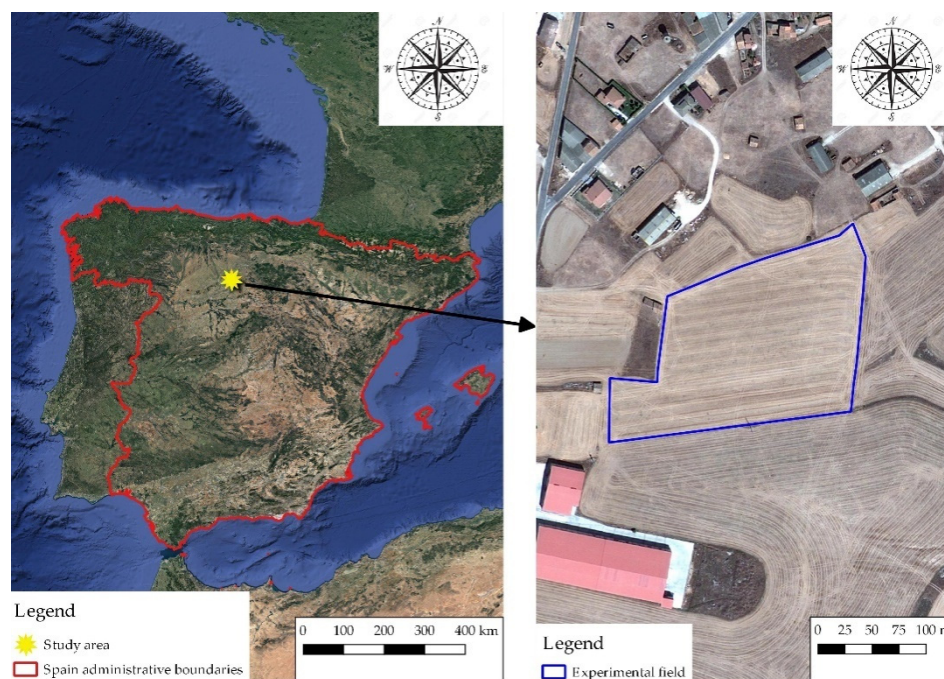 N
W E
S
Legend
Study area
Spain administrative boundaries
0 100 200 300 400 km
N
W E
S
Legend
Experimental field
0 25 50 75 100 m